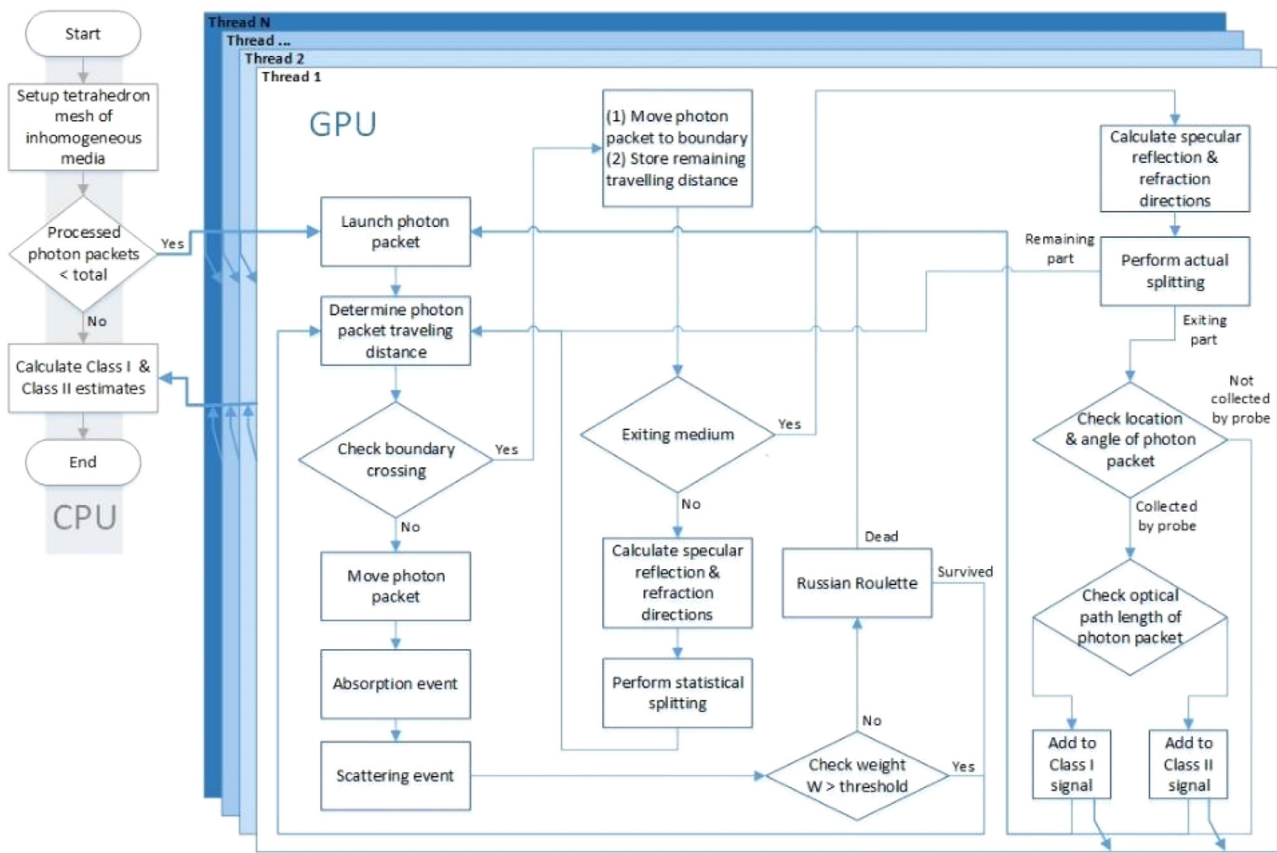 Start
Setup tetrahedron
mesh of
inhomogeneous
media
Processed
photon packets
< total
Yes
No
Calculate Class I &
Class II estimates
End
CPU
Thread N
Thread ...
Thread 2
Thread 1
GPU
Launch photon
packet
Determine photon
packet traveling
distance
Check boundary
crossing
Yes
No
Move photon
packet
Absorption event
Scattering event
(1) Move photon
packet to boundary
(2) Store remaining
travelling distance
Exiting medium
Yes
No
Calculate specular
reflection &
refraction
directions
Perform statistical
splitting
Dead
Russian Roulette
Survived
No
Check weight
W > threshold
Yes
Calculate specular
reflection &
refraction
directions
Remaining
part
Perform actual
splitting
Exiting
part
Not
collected
by probe
Check location
& angle of photon
packet
Collected
by probe
Check optical
path length of
photon packet
Add to
Class I
signal
Add to
Class II
signal